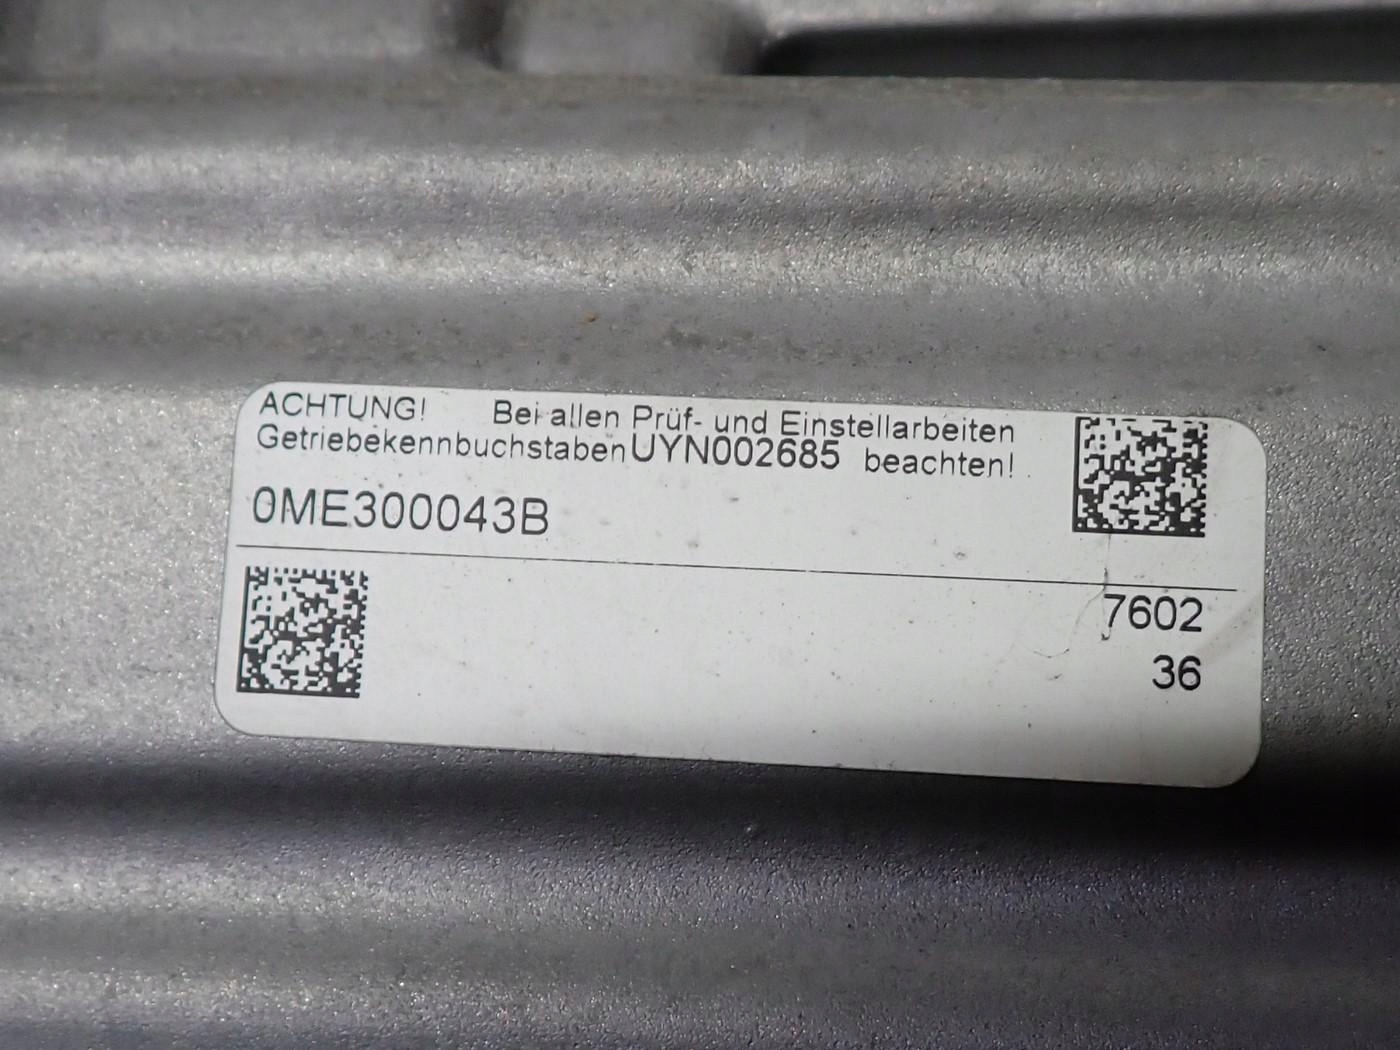 ACHTUNG! Bei allen Prüf- und Einstellarbeiten
Getriebekennbuchstaben UYN002685 beachten!
0ME300043B
7602
36